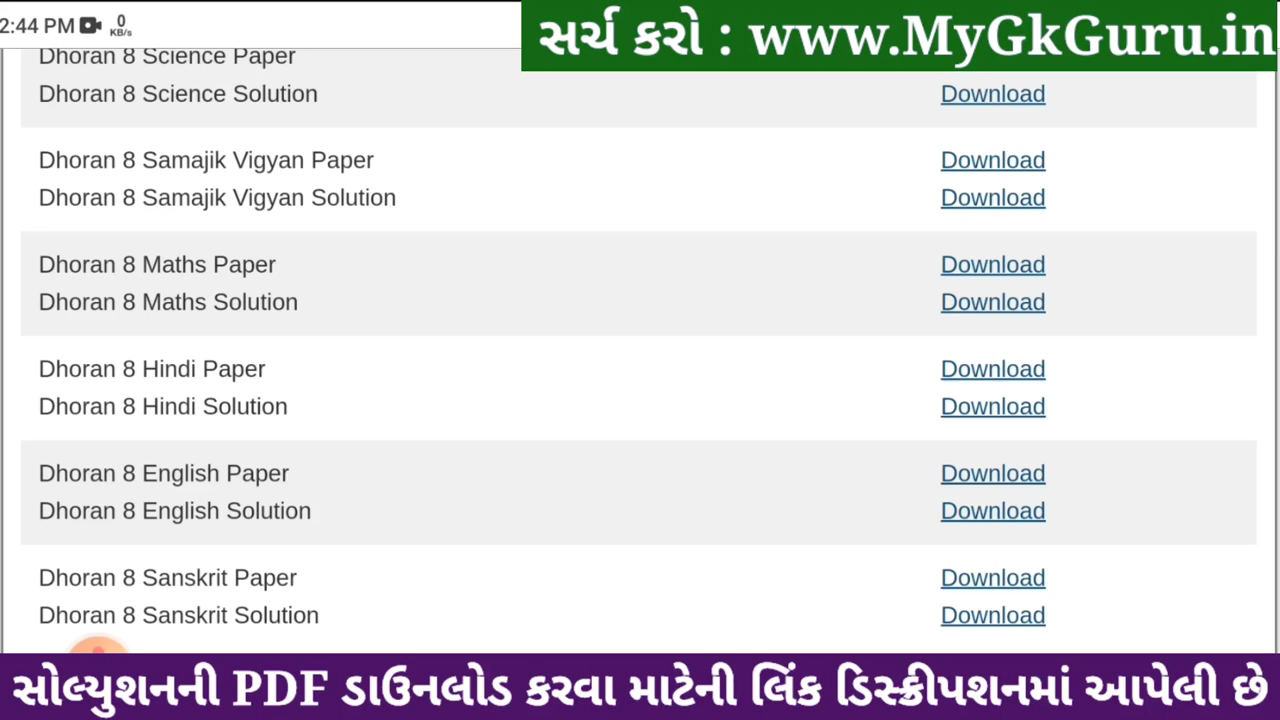 2:44 PM 0 KB/s
સર્ચ કરો : www.MyGkGuru.in
Dhoran 8 Science Paper
Dhoran 8 Science Solution Download
Dhoran 8 Samajik Vigyan Paper Download
Dhoran 8 Samajik Vigyan Solution Download
Dhoran 8 Maths Paper Download
Dhoran 8 Maths Solution Download
Dhoran 8 Hindi Paper Download
Dhoran 8 Hindi Solution Download
Dhoran 8 English Paper Download
Dhoran 8 English Solution Download
Dhoran 8 Sanskrit Paper Download
Dhoran 8 Sanskrit Solution Download
સોલ્યુશનની PDF ડાઉનલોડ કરવા માટેની લિંક ડિસ્ક્રીપશનમાં આપેલી છે